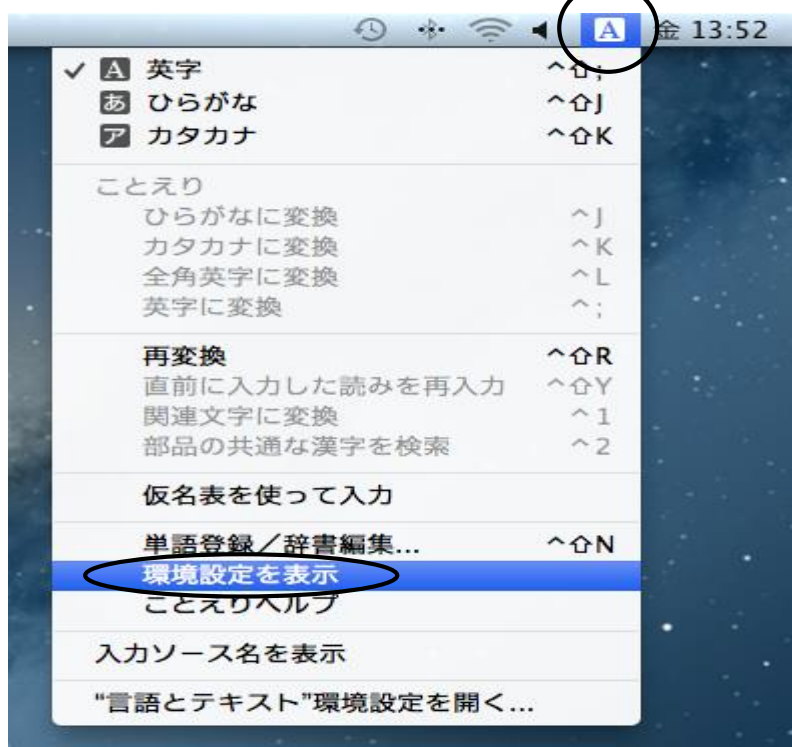 A 金 13:52
✓ A 英字 ^⇧;
あ ひらがな ^⇧J
ア カタカナ ^⇧K
ことえり
ひらがなに変換 ^J
カタカナに変換 ^K
全角英字に変換 ^L
英字に変換 ^;
再変換 ^⇧R
直前に入力した読みを再入力 ^⇧Y
関連文字に変換 ^1
部品の共通な漢字を検索 ^2
仮名表を使って入力
単語登録／辞書編集... ^⇧N
環境設定を表示
ことえりヘルプ
入力ソース名を表示
“言語とテキスト”環境設定を開く...